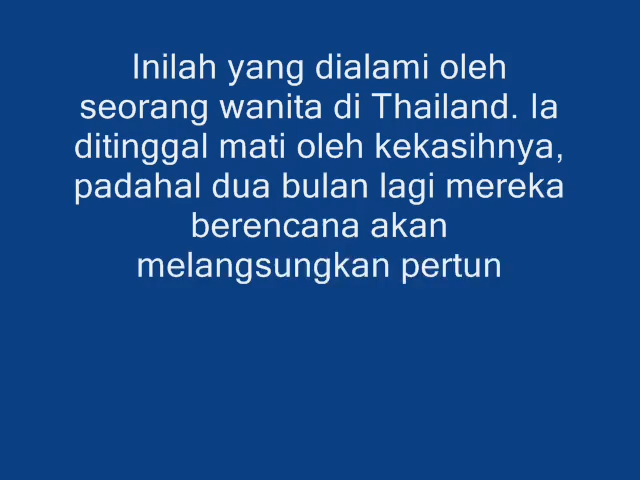 Inilah yang dialami oleh
seorang wanita di Thailand. Ia
ditinggal mati oleh kekasihnya,
padahal dua bulan lagi mereka
berencana akan
melangsungkan pertun